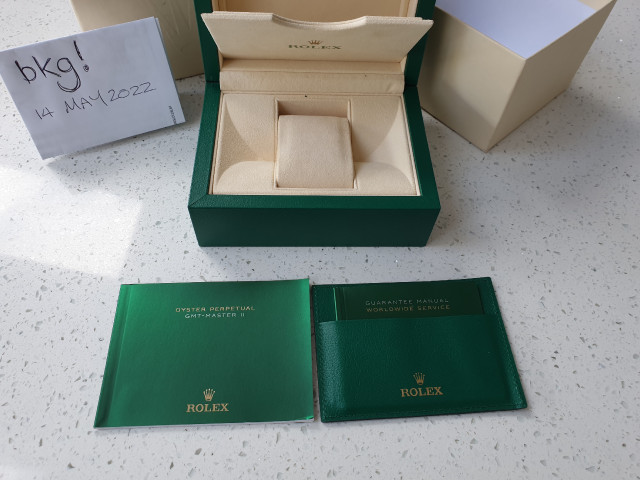 bkg!
14 MAY 2022
ROLEX
OYSTER PERPETUAL
GMT-MASTER II
ROLEX
GUARANTEE MANUAL
WORLDWIDE SERVICE
ROLEX